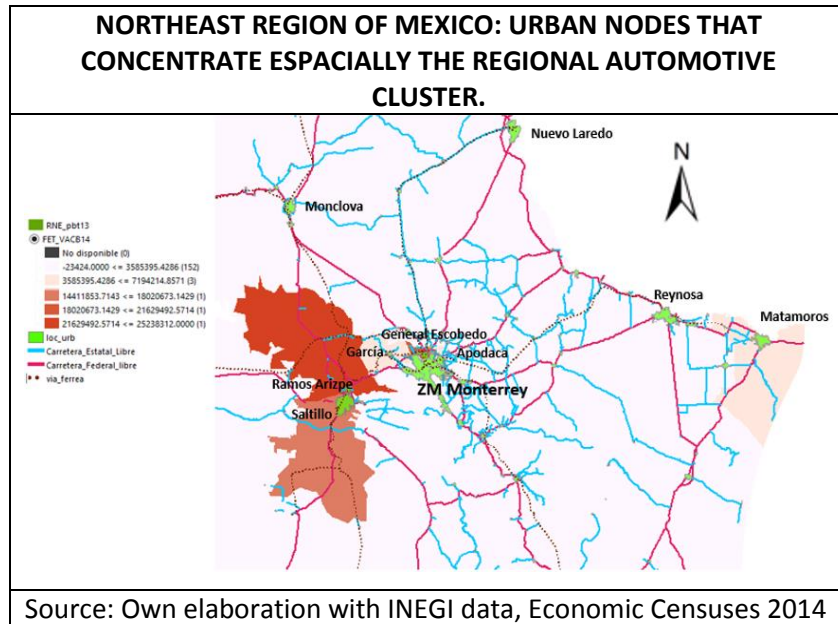 NORTHEAST REGION OF MEXICO: URBAN NODES THAT
CONCENTRATE ESPACIALLY THE REGIONAL AUTOMOTIVE
CLUSTER.
Nuevo Laredo
N
Monclova
RNE_pbt13
FET_VACB14
No disponible (0)
-23424.0000 <= 3585395.4286 (152)
3585395.4286 <= 7194214.8571 (3)
14411853.7143 <= 18020673.1429 (1)
18020673.1429 <= 21629492.5714 (1)
21629492.5714 <= 25238312.0000 (1)
loc_urb
Carretera_Estatal_Libre
Carretera_Federal_libre
via_ferrea
Reynosa
Matamoros
General Escobedo
García
Apodaca
Ramos Arizpe
ZM Monterrey
Saltillo
Source: Own elaboration with INEGI data, Economic Censuses 2014